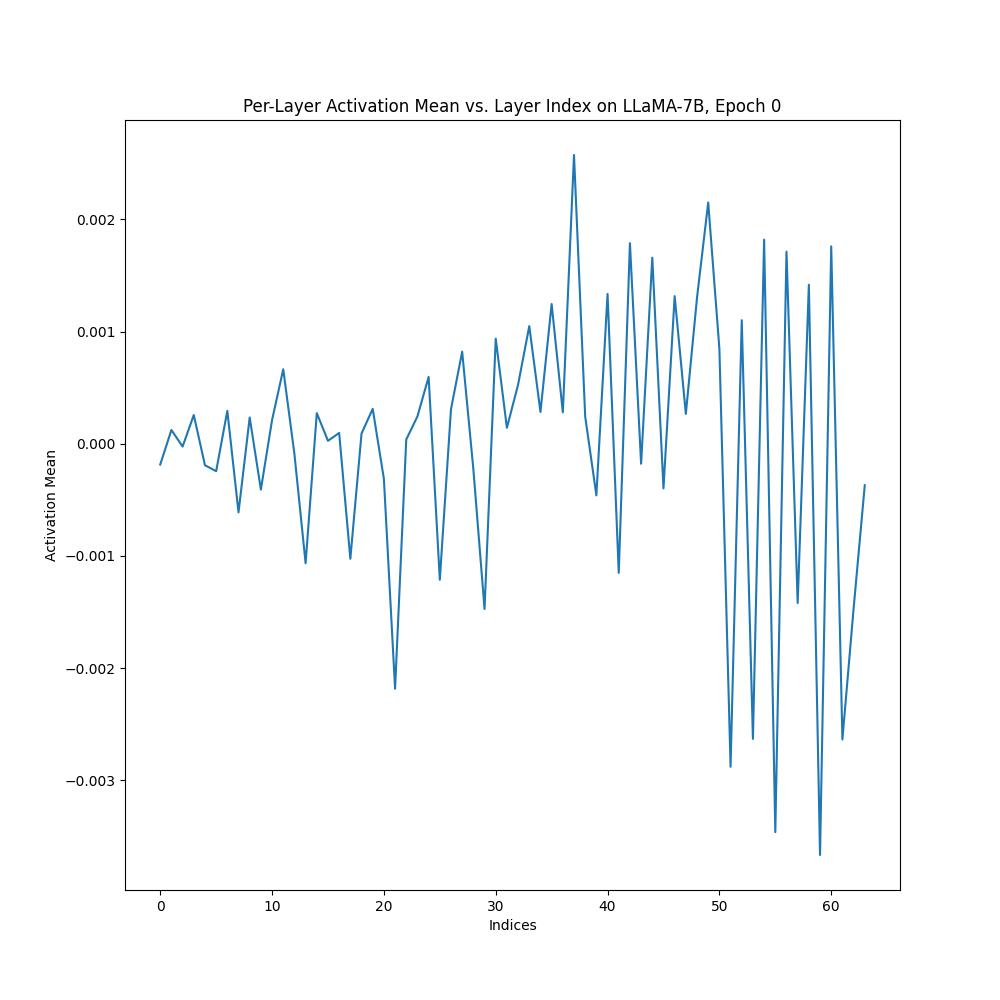 Per-Layer Activation Mean vs. Layer Index on LLaMA-7B, Epoch 0
Activation Mean
0.002
0.001
0.000
−0.001
−0.002
−0.003
0 10 20 30 40 50 60
Indices